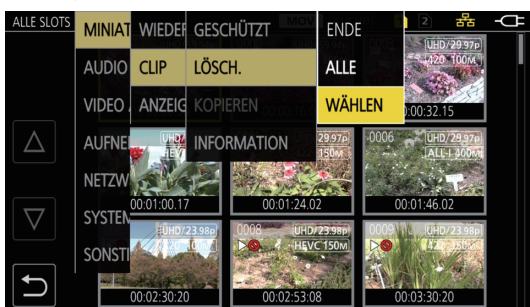 ALL SLOTS
MOV
2
MINIAT
WIEDER
GESCHÜTZT
ENDE
UHD/29.97p
AUDIO
CLIP
LÖSCH.
ALLE
420 100M
VIDEO
ANZEIG
KOPIEREN
WÄHLEN
00:00:32.15
AUFNE
INFORMATION
UHD/
HEV
29.97p
150M
0006
UHD/29.97p
ALL-I 400M
NETZW
00:01:00.17
00:01:24.02
00:01:46.02
SYSTEM
23.98p
0008
UHD/23.98p
HEVC 150M
0009
UHD/23.98p
420 150M
SONSTI
00:02:30:20
00:02:53:08
00:03:30:20